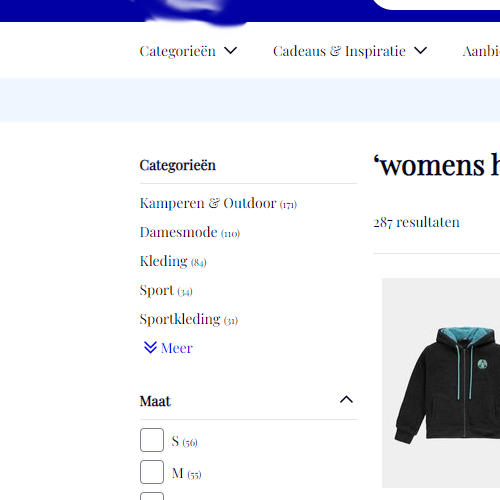 Categorieën Cadeaus & Inspiratie
Categorieën
‘womens
Kamperen & Outdoor (171)
287 resultaten
Damesmode (110)
Kleding (84)
Sport (34)
Sportkleding (31)
Meer
Maat
S (56)
M (55)